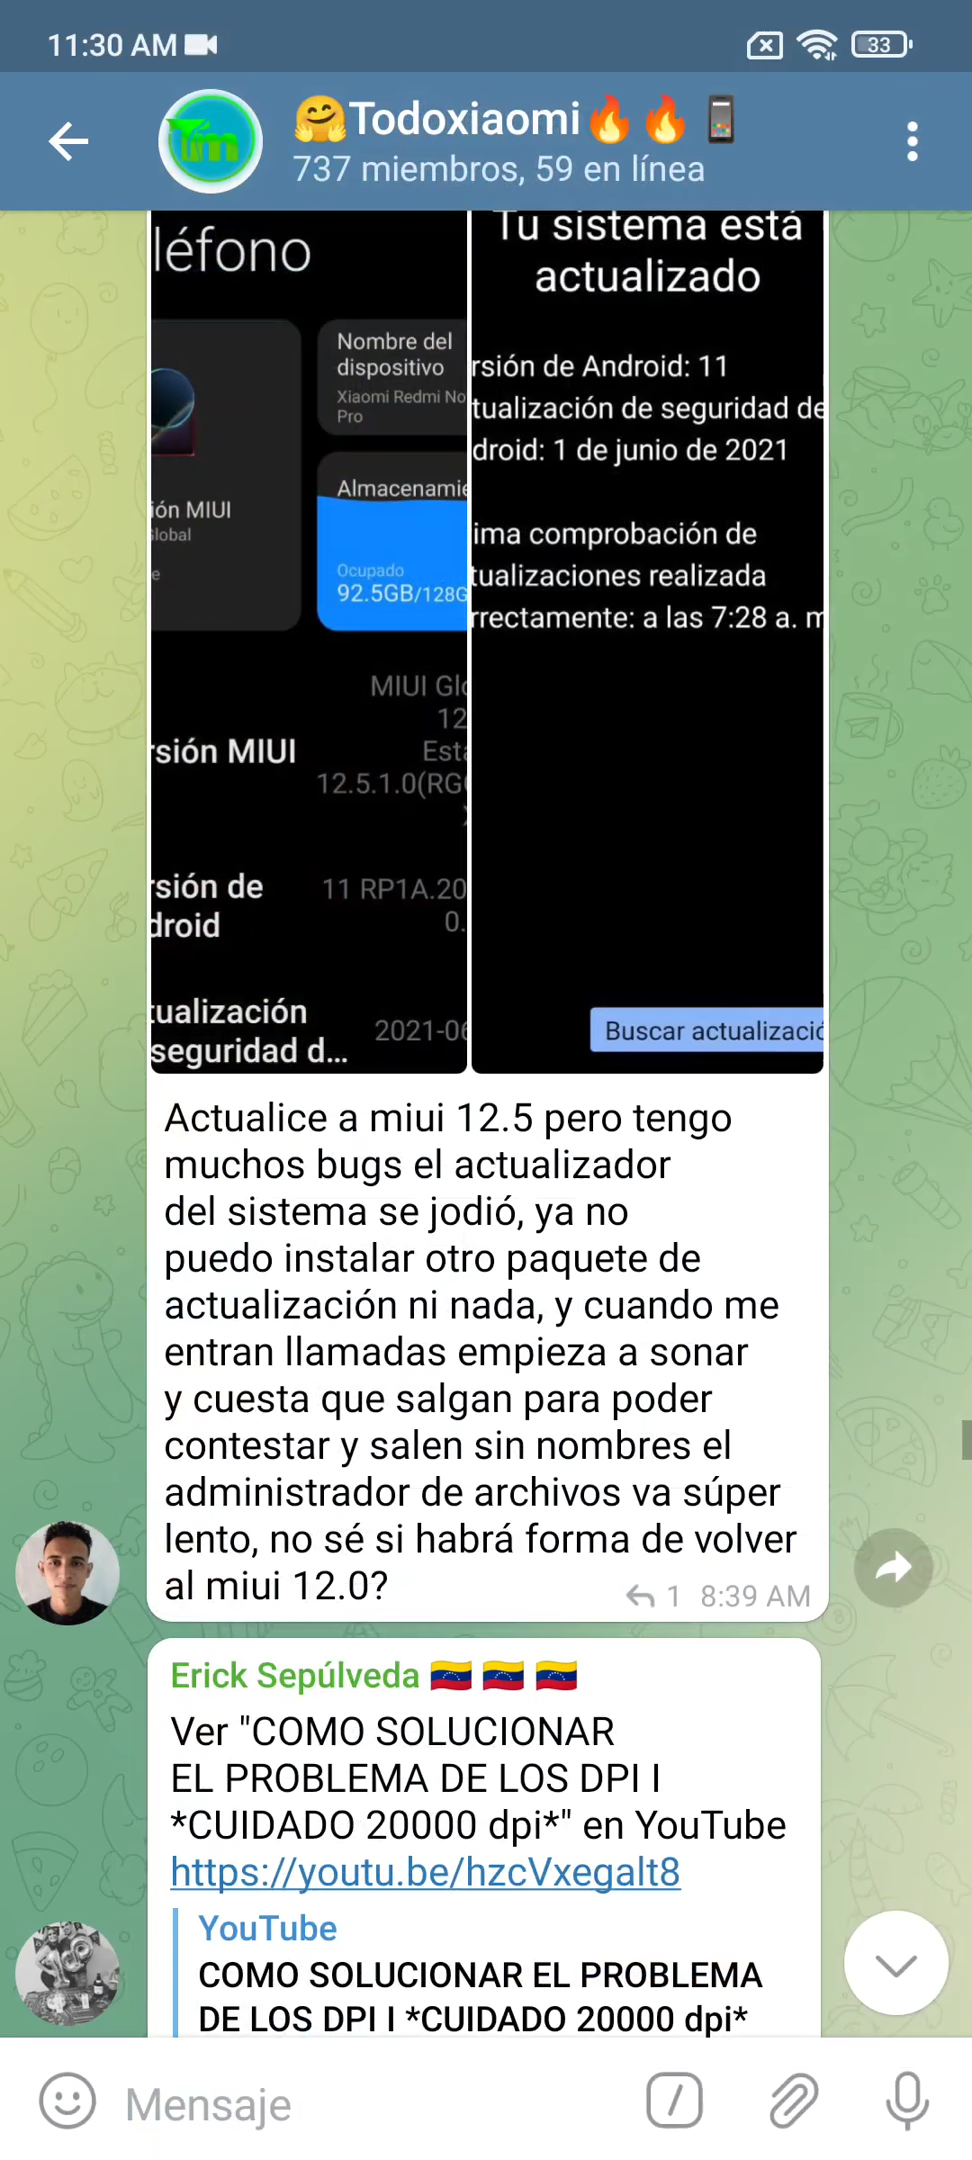 11:30 AM
33
🤗Todoxiaomi🔥🔥📱
737 miembros, 59 en línea
léfono
Nombre del
dispositivo
Xiaomi Redmi No
Pro
ión MIUI
lobal
e
Almacenamie
Ocupado
92.5GB/128G
MIUI Glo
12
sión MIUI
Esta
12.5.1.0(RG
sión de
droid
11 RP1A.20
0.
tualización
seguridad d...
2021-06
Tu sistema está
actualizado
rsión de Android: 11
tualización de seguridad de
droid: 1 de junio de 2021
ima comprobación de
tualizaciones realizada
rrectamente: a las 7:28 a. m
Buscar actualizació
Actualice a miui 12.5 pero tengo
muchos bugs el actualizador
del sistema se jodió, ya no
puedo instalar otro paquete de
actualización ni nada, y cuando me
entran llamadas empieza a sonar
y cuesta que salgan para poder
contestar y salen sin nombres el
administrador de archivos va súper
lento, no sé si habrá forma de volver
al miui 12.0?
1 8:39 AM
Erick Sepúlveda 🇻🇪 🇻🇪 🇻🇪
Ver "COMO SOLUCIONAR
EL PROBLEMA DE LOS DPI I
*CUIDADO 20000 dpi*" en YouTube
https://youtu.be/hzcVxegalt8
YouTube
COMO SOLUCIONAR EL PROBLEMA
DE LOS DPI I *CUIDADO 20000 dpi*
Mensaje